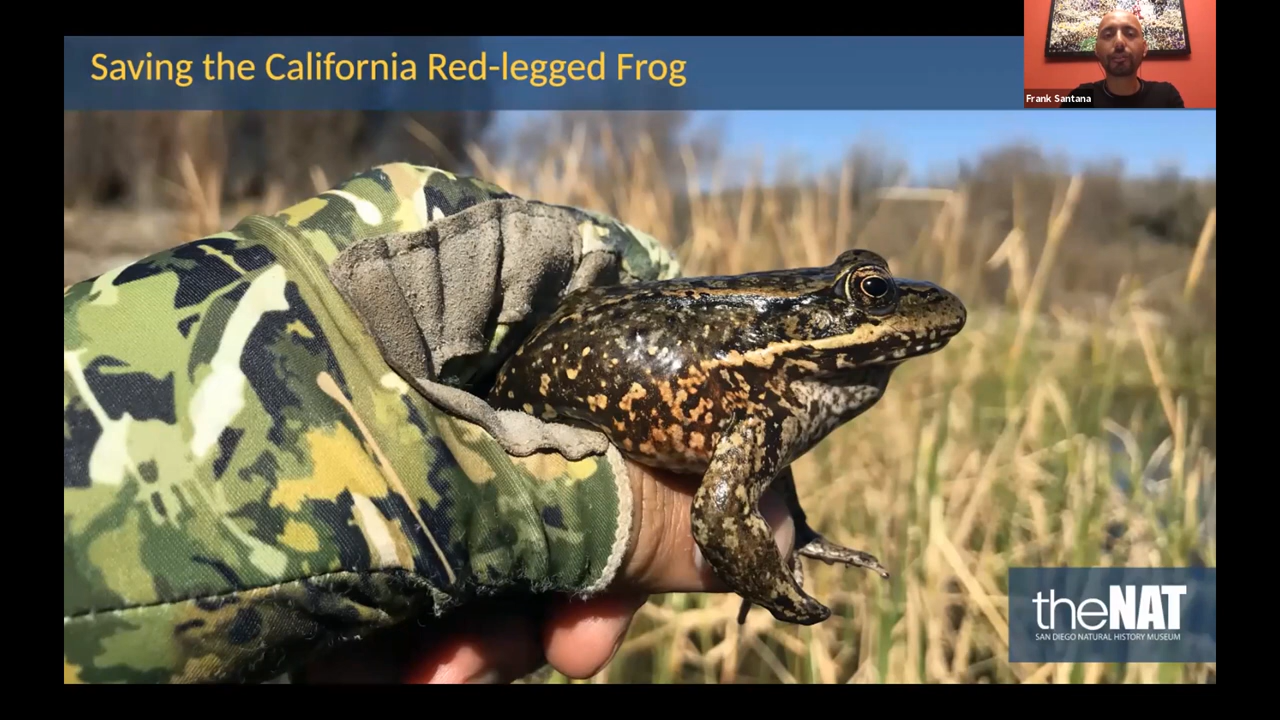 Saving the California Red-legged Frog
Frank Santana
theNAT
SAN DIEGO NATURAL HISTORY MUSEUM